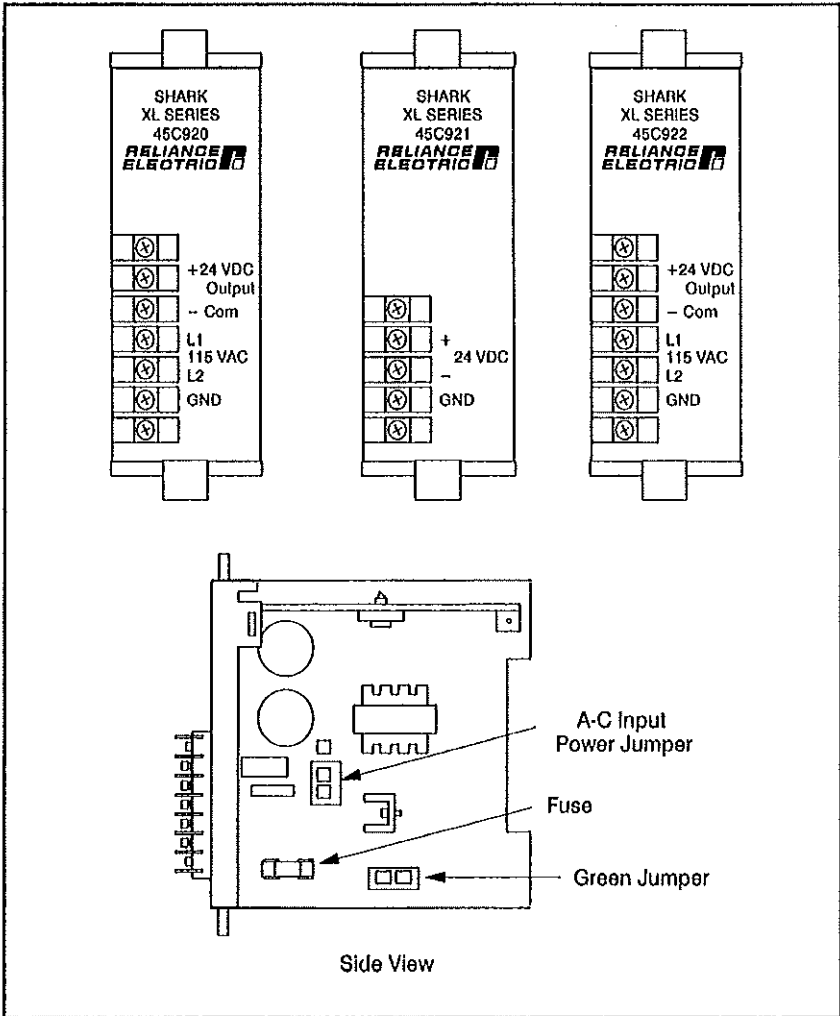 SHARK
XL SERIES
45C920
RELIANCE
ELECTRIC
+24 VDC
Output
- Com
L1
115 VAC
L2
GND
SHARK
XL SERIES
45C921
RELIANCE
ELECTRIC
+
24 VDC
-
GND
SHARK
XL SERIES
45C922
RELIANCE
ELECTRIC
+24 VDC
Output
- Com
L1
115 VAC
L2
GND
A-C Input
Power Jumper
Fuse
Green Jumper
Side View